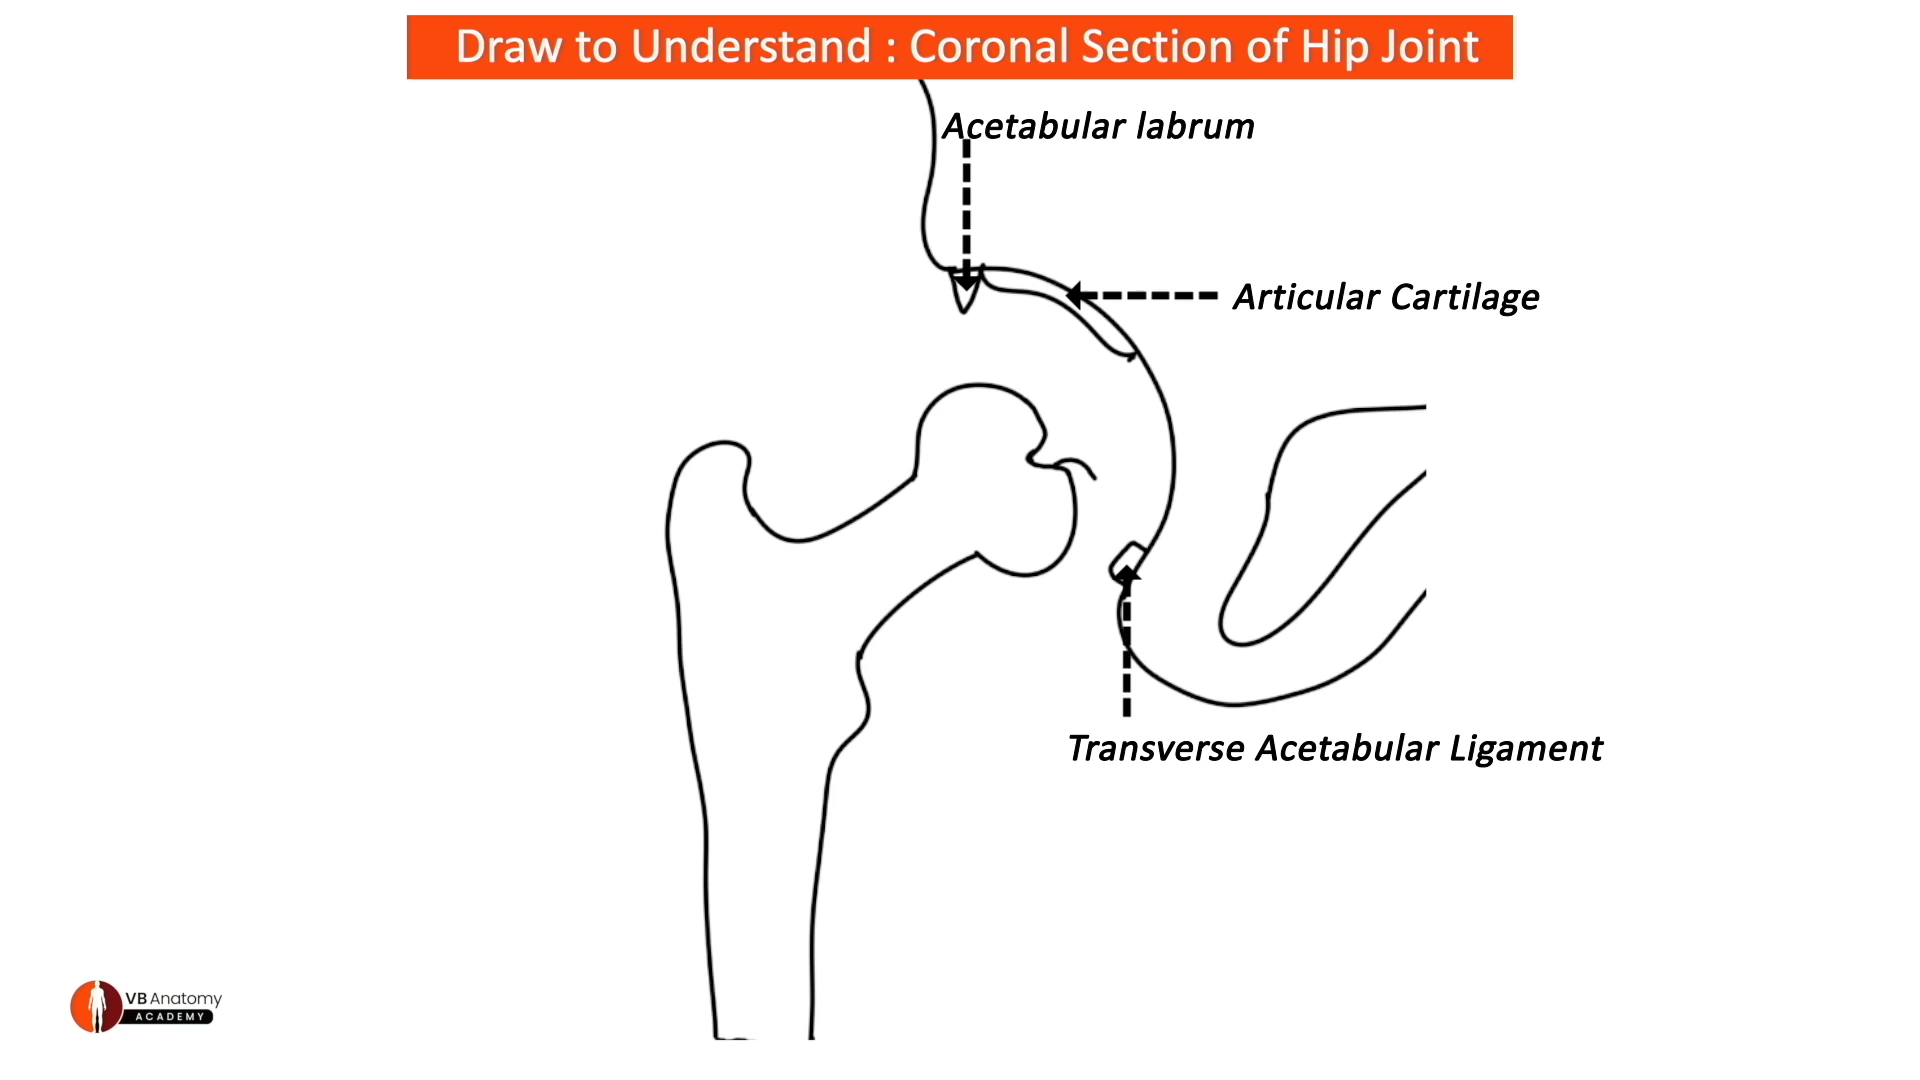 Draw to Understand : Coronal Section of Hip Joint
Acetabular labrum
Articular Cartilage
Transverse Acetabular Ligament
VB Anatomy
ACADEMY